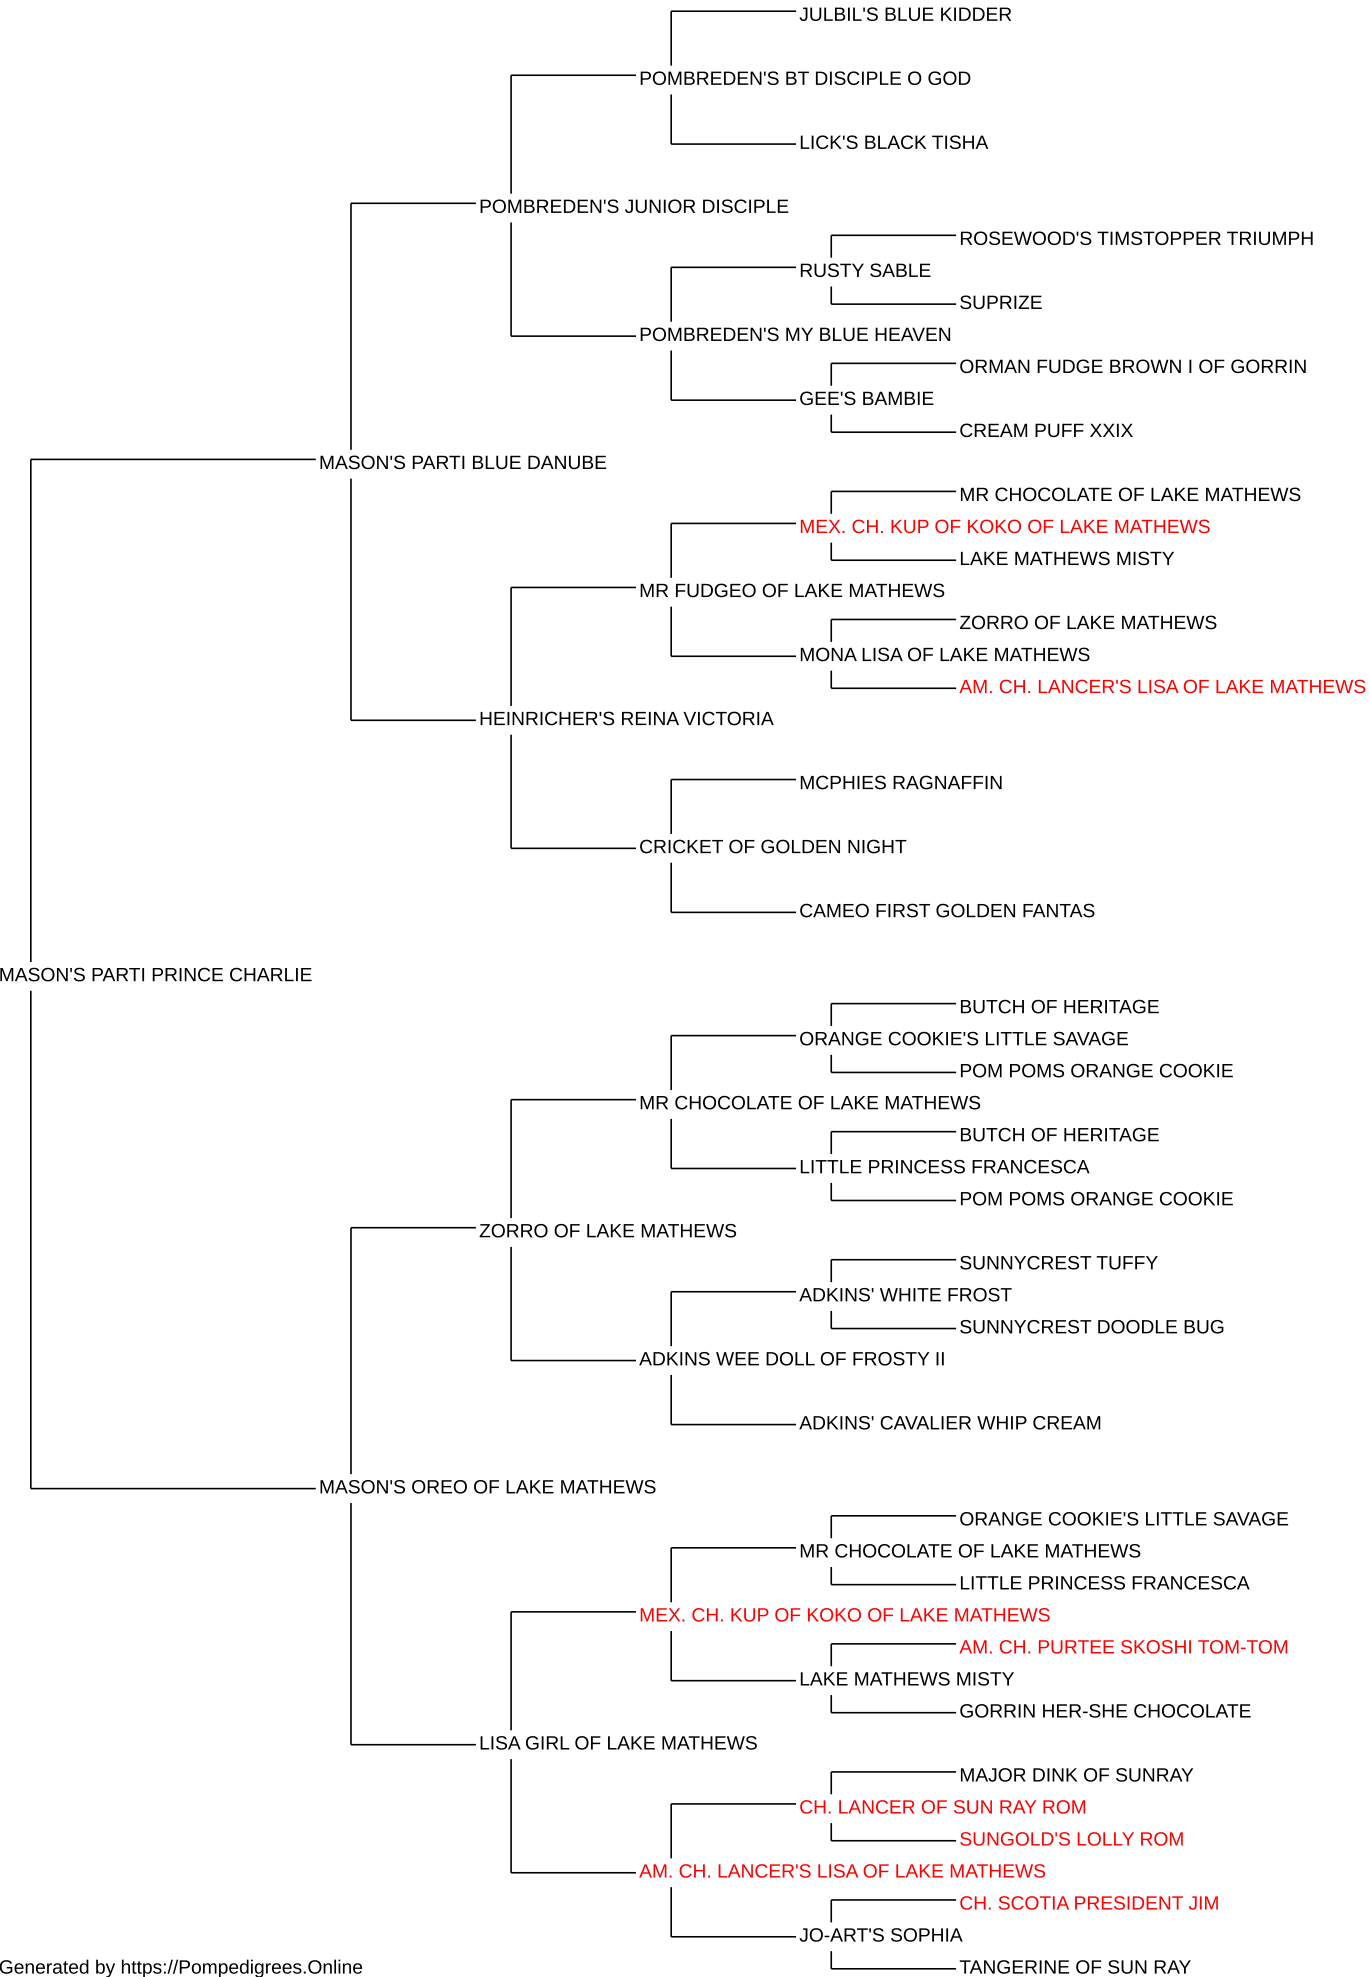 JULBIL'S BLUE KIDDER
POMBREDEN'S BT DISCIPLE O GOD
LICK'S BLACK TISHA
POMBREDEN'S JUNIOR DISCIPLE
ROSEWOOD'S TIMSTOPPER TRIUMPH
RUSTY SABLE
SUPRIZE
POMBREDEN'S MY BLUE HEAVEN
ORMAN FUDGE BROWN I OF GORRIN
GEE'S BAMBIE
CREAM PUFF XXIX
MASON'S PARTI BLUE DANUBE
MR CHOCOLATE OF LAKE MATHEWS
MEX. CH. KUP OF KOKO OF LAKE MATHEWS
LAKE MATHEWS MISTY
MR FUDGEO OF LAKE MATHEWS
ZORRO OF LAKE MATHEWS
MONA LISA OF LAKE MATHEWS
AM. CH. LANCER'S LISA OF LAKE MATHEWS
HEINRICHER'S REINA VICTORIA
MCPHIES RAGNAFFIN
CRICKET OF GOLDEN NIGHT
CAMEO FIRST GOLDEN FANTAS
MASON'S PARTI PRINCE CHARLIE
BUTCH OF HERITAGE
ORANGE COOKIE'S LITTLE SAVAGE
POM POMS ORANGE COOKIE
MR CHOCOLATE OF LAKE MATHEWS
BUTCH OF HERITAGE
LITTLE PRINCESS FRANCESCA
POM POMS ORANGE COOKIE
ZORRO OF LAKE MATHEWS
SUNNYCREST TUFFY
ADKINS' WHITE FROST
SUNNYCREST DOODLE BUG
ADKINS WEE DOLL OF FROSTY II
ADKINS' CAVALIER WHIP CREAM
MASON'S OREO OF LAKE MATHEWS
ORANGE COOKIE'S LITTLE SAVAGE
MR CHOCOLATE OF LAKE MATHEWS
LITTLE PRINCESS FRANCESCA
MEX. CH. KUP OF KOKO OF LAKE MATHEWS
AM. CH. PURTEE SKOSHI TOM-TOM
LAKE MATHEWS MISTY
GORRIN HER-SHE CHOCOLATE
LISA GIRL OF LAKE MATHEWS
MAJOR DINK OF SUNRAY
CH. LANCER OF SUN RAY ROM
SUNGOLD'S LOLLY ROM
AM. CH. LANCER'S LISA OF LAKE MATHEWS
CH. SCOTIA PRESIDENT JIM
JO-ART'S SOPHIA
TANGERINE OF SUN RAY
Generated by https://Pompedigrees.Online